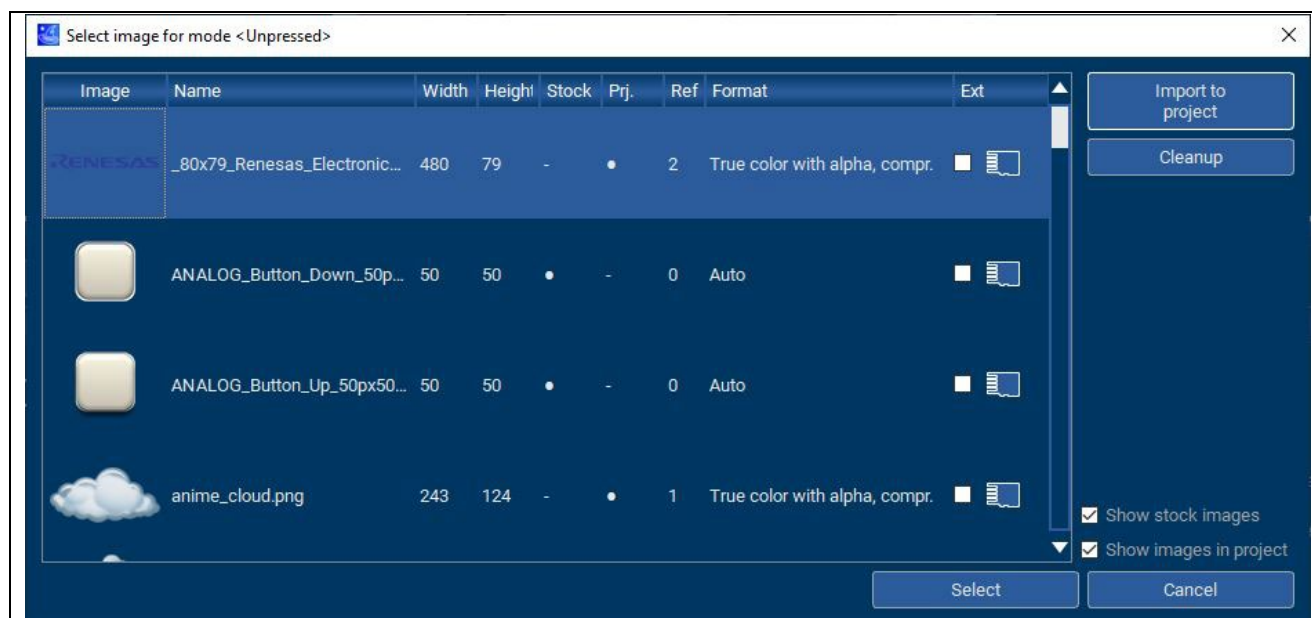 Select image for mode <Unpressed>
Image Name Width Height Stock Prj. Ref Format Ext
RENESAS _80x79_Renesas_Electronic... 480 79 - ● 2 True color with alpha, compr.
ANALOG_Button_Down_50p... 50 50 ● - 0 Auto
ANALOG_Button_Up_50px50... 50 50 ● - 0 Auto
anime_cloud.png 243 124 - ● 1 True color with alpha, compr.
Import to
project
Cleanup
Show stock images
Show images in project
Select Cancel